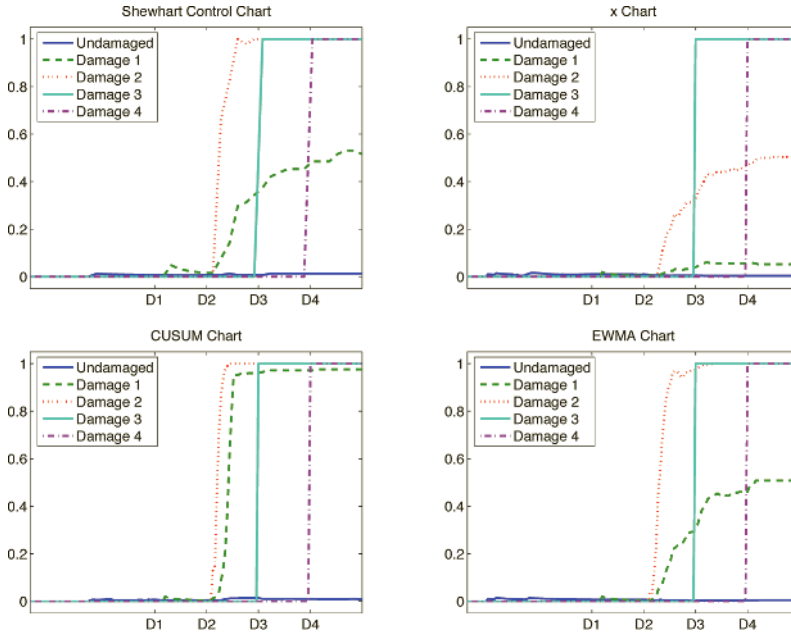 Shewhart Control Chart
Undamaged
Damage 1
Damage 2
Damage 3
Damage 4
1
0.8
0.6
0.4
0.2
0
D1 D2 D3 D4
x Chart
Undamaged
Damage 1
Damage 2
Damage 3
Damage 4
1
0.8
0.6
0.4
0.2
0
D1 D2 D3 D4
CUSUM Chart
Undamaged
Damage 1
Damage 2
Damage 3
Damage 4
1
0.8
0.6
0.4
0.2
0
D1 D2 D3 D4
EWMA Chart
Undamaged
Damage 1
Damage 2
Damage 3
Damage 4
1
0.8
0.6
0.4
0.2
0
D1 D2 D3 D4